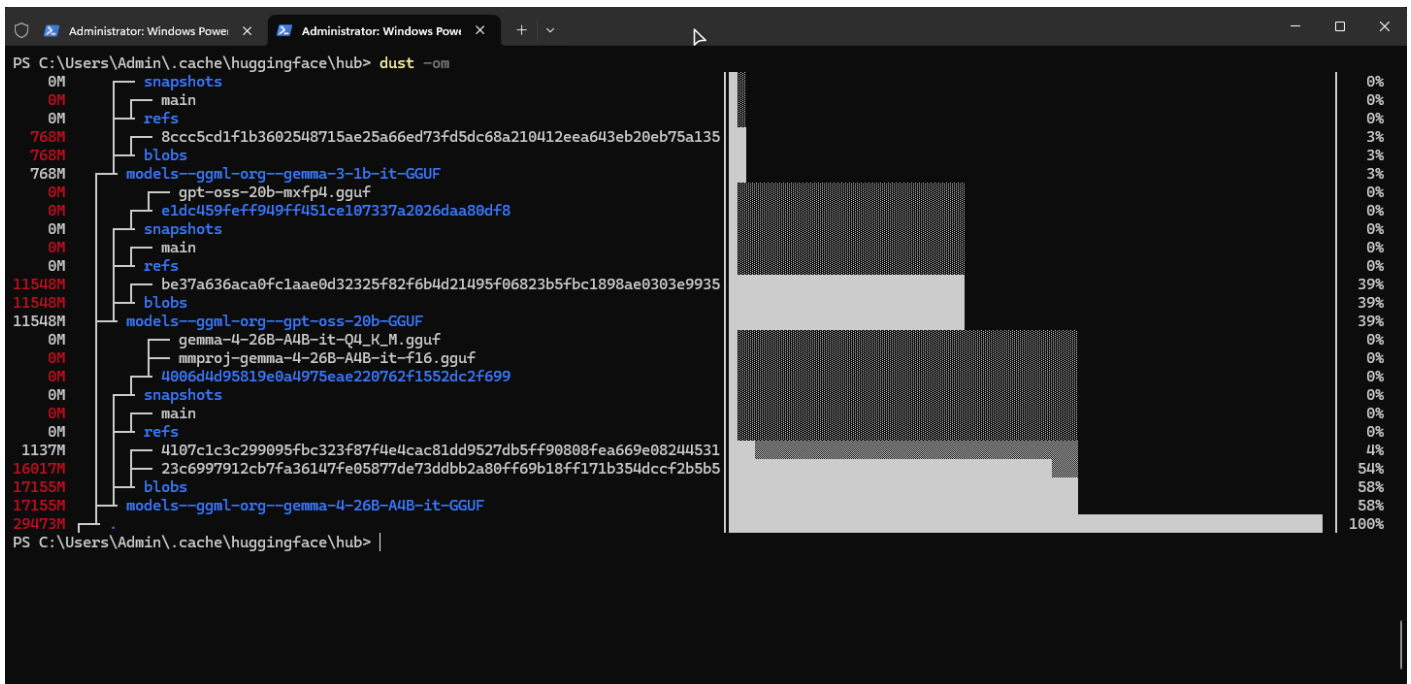 Administrator: Windows Power
Administrator: Windows Powe
PS C:\Users\Admin\.cache\huggingface\hub> dust -om
0M ┌── snapshots 0%
0M ┌── main 0%
0M ├─┴ refs 0%
768M ┌── 8ccc5cd1f1b3602548715ae25a66ed73fd5dc68a210412eea643eb20eb75a135 3%
768M ├─┴ blobs 3%
768M ┌─┴ models--ggml-org--gemma-3-1b-it-GGUF 3%
0M ┌── gpt-oss-20b-mxfp4.gguf 0%
0M ┌─┴ e1dc459feff949ff451ce107337a2026daa80df8 0%
0M ┌─┴ snapshots 0%
0M ┌── main 0%
0M ├─┴ refs 0%
11548M ┌── be37a636aca0fc1aae0d32325f82f6b4d21495f06823b5fbc1898ae0303e9935 39%
11548M ├─┴ blobs 39%
11548M ├─┴ models--ggml-org--gpt-oss-20b-GGUF 39%
0M ┌── gemma-4-26B-A4B-it-Q4_K_M.gguf 0%
0M ├── mmproj-gemma-4-26B-A4B-it-f16.gguf 0%
0M ┌─┴ 4006d4d95819e0a4975eae220762f1552dc2f699 0%
0M ┌─┴ snapshots 0%
0M ┌── main 0%
0M ├─┴ refs 0%
1137M ┌── 4107c1c3c299095fbc323f87f4e4cac81dd9527db5ff90808fea669e08244531 4%
16017M ├── 23c6997912cb7fa36147fe05877de73ddbb2a80ff69b18ff171b354dccf2b5b5 54%
17155M ├─┴ blobs 58%
17155M ├─┴ models--ggml-org--gemma-4-26B-A4B-it-GGUF 58%
29473M ┌─┴ . 100%
PS C:\Users\Admin\.cache\huggingface\hub>